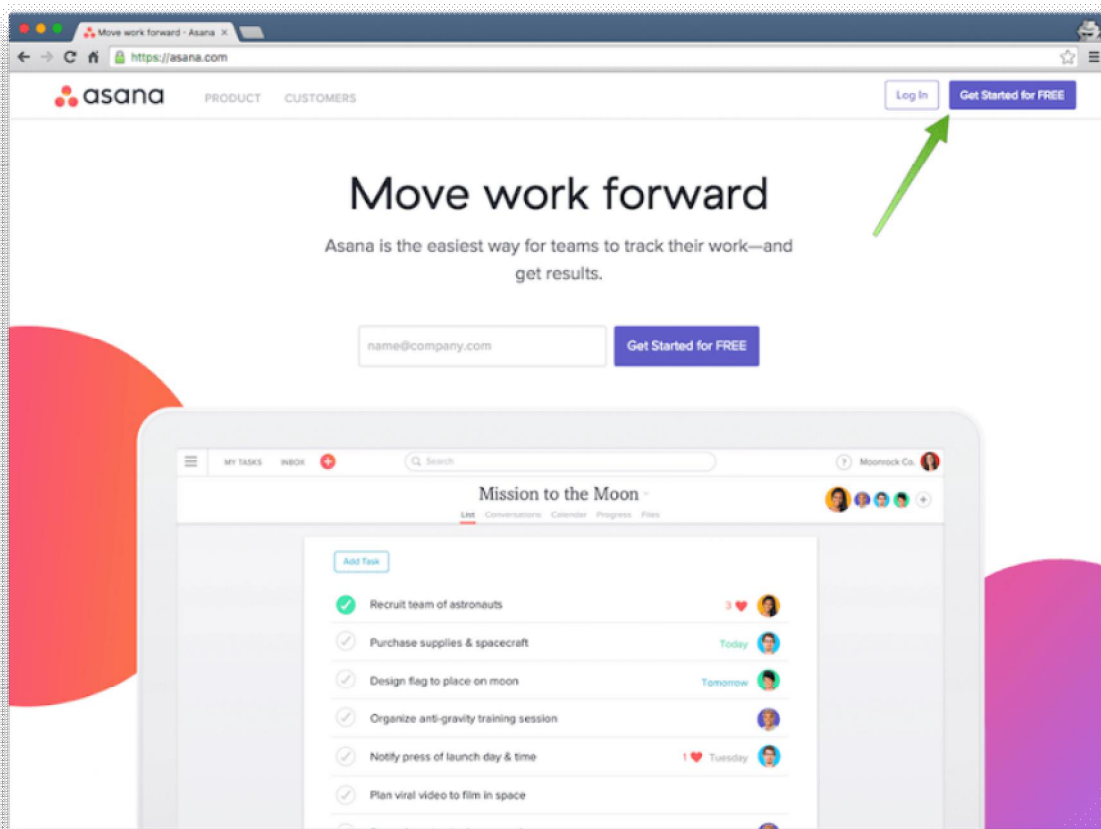 Move work forward - Asana
https://asana.com
asana PRODUCT CUSTOMERS Log In Get Started for FREE
Move work forward
Asana is the easiest way for teams to track their work—and
get results.
name@company.com Get Started for FREE
MY TASKS INBOX Search ? Moonrock Co.
Mission to the Moon
List Conversations Calendar Progress Files
Add Task
Recruit team of astronauts 3
Purchase supplies & spacecraft Today
Design flag to place on moon Tomorrow
Organize anti-gravity training session
Notify press of launch day & time 1 Tuesday
Plan viral video to film in space